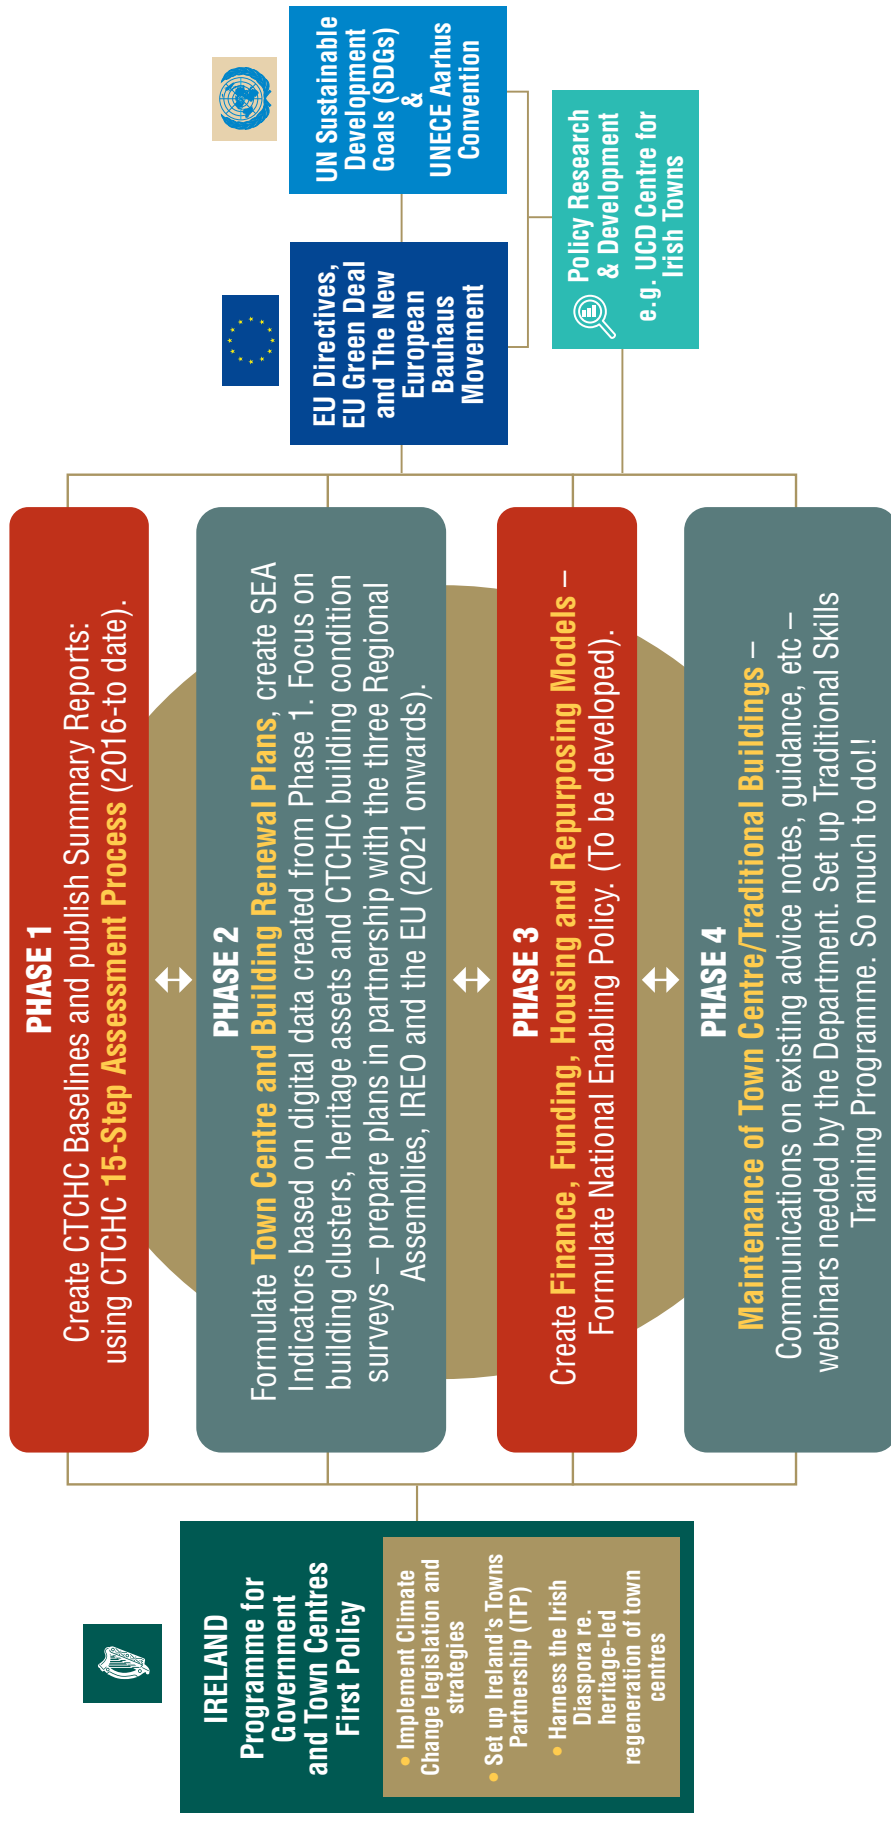 IRELAND
Programme for
Government
and Town Centres
First Policy
• Implement Climate
Change legislation and
strategies
• Set up Ireland's Towns
Partnership (ITP)
• Harness the Irish
Diaspora re.
heritage-led
regeneration of town
centres
PHASE 1
Create CTCHC Baselines and publish Summary Reports:
using CTCHC 15-Step Assessment Process (2016-to date).
PHASE 2
Formulate Town Centre and Building Renewal Plans, create SEA
Indicators based on digital data created from Phase 1. Focus on
building clusters, heritage assets and CTCHC building condition
surveys – prepare plans in partnership with the three Regional
Assemblies, IREO and the EU (2021 onwards).
PHASE 3
Create Finance, Funding, Housing and Repurposing Models –
Formulate National Enabling Policy. (To be developed).
PHASE 4
Maintenance of Town Centre/Traditional Buildings –
Communications on existing advice notes, guidance, etc –
webinars needed by the Department. Set up Traditional Skills
Training Programme. So much to do!!
EU Directives,
EU Green Deal
and The New
European
Bauhaus
Movement
UN Sustainable
Development
Goals (SDGs)
&
UNECE Aarhus
Convention
Policy Research
& Development
e.g. UCD Centre for
Irish Towns